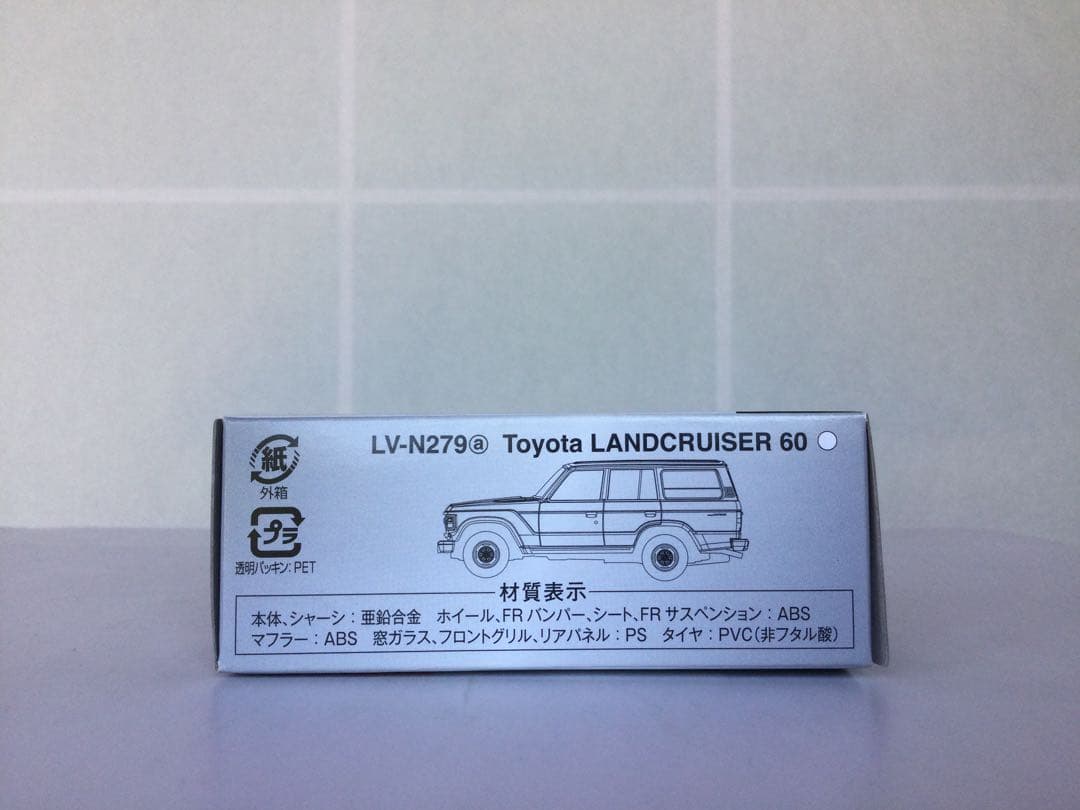 LV-N279ⓐ Toyota LANDCRUISER 60
紙
外箱
プラ
透明パッキン：PET
材質表示
本体、シャーシ：亜鉛合金　ホイール、FRバンパー、シート、FRサスペンション：ABS
マフラー：ABS　窓ガラス、フロントグリル、リアパネル：PS　タイヤ：PVC（非フタル酸）